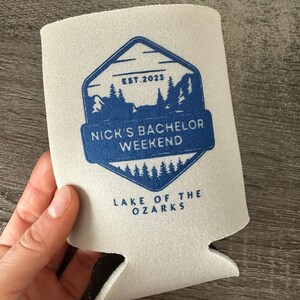 EST.2023
NICK'S BACHELOR
WEEKEND
LAKE OF THE
OZARKS